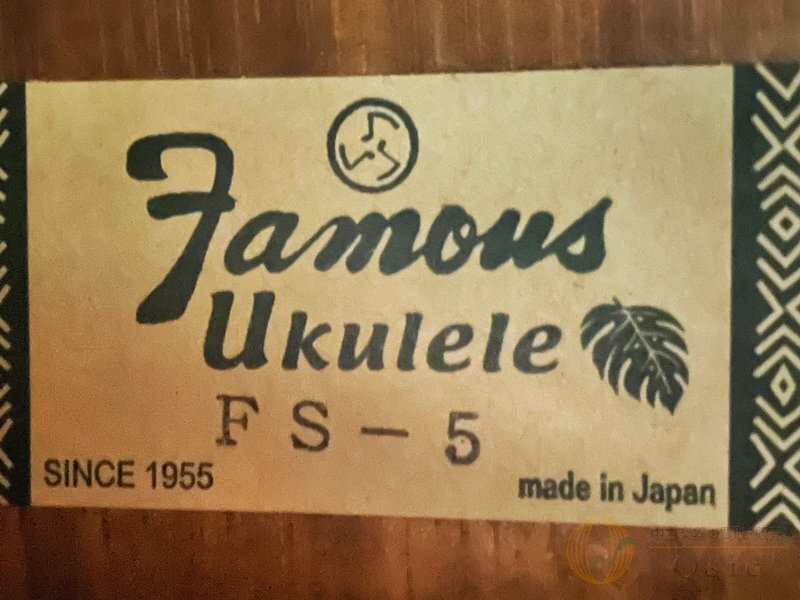 Famous
Ukulele
FS-5
SINCE 1955
made in Japan